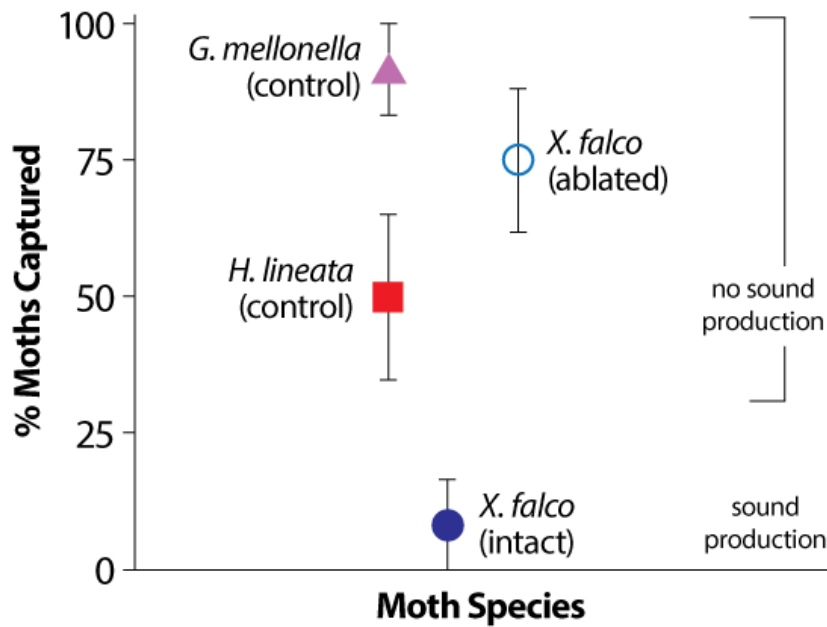 % Moths Captured
100
75
50
25
0
G. mellonella
(control)
X. falco
(ablated)
H. lineata
(control)
no sound
production
X. falco
(intact)
sound
production
Moth Species